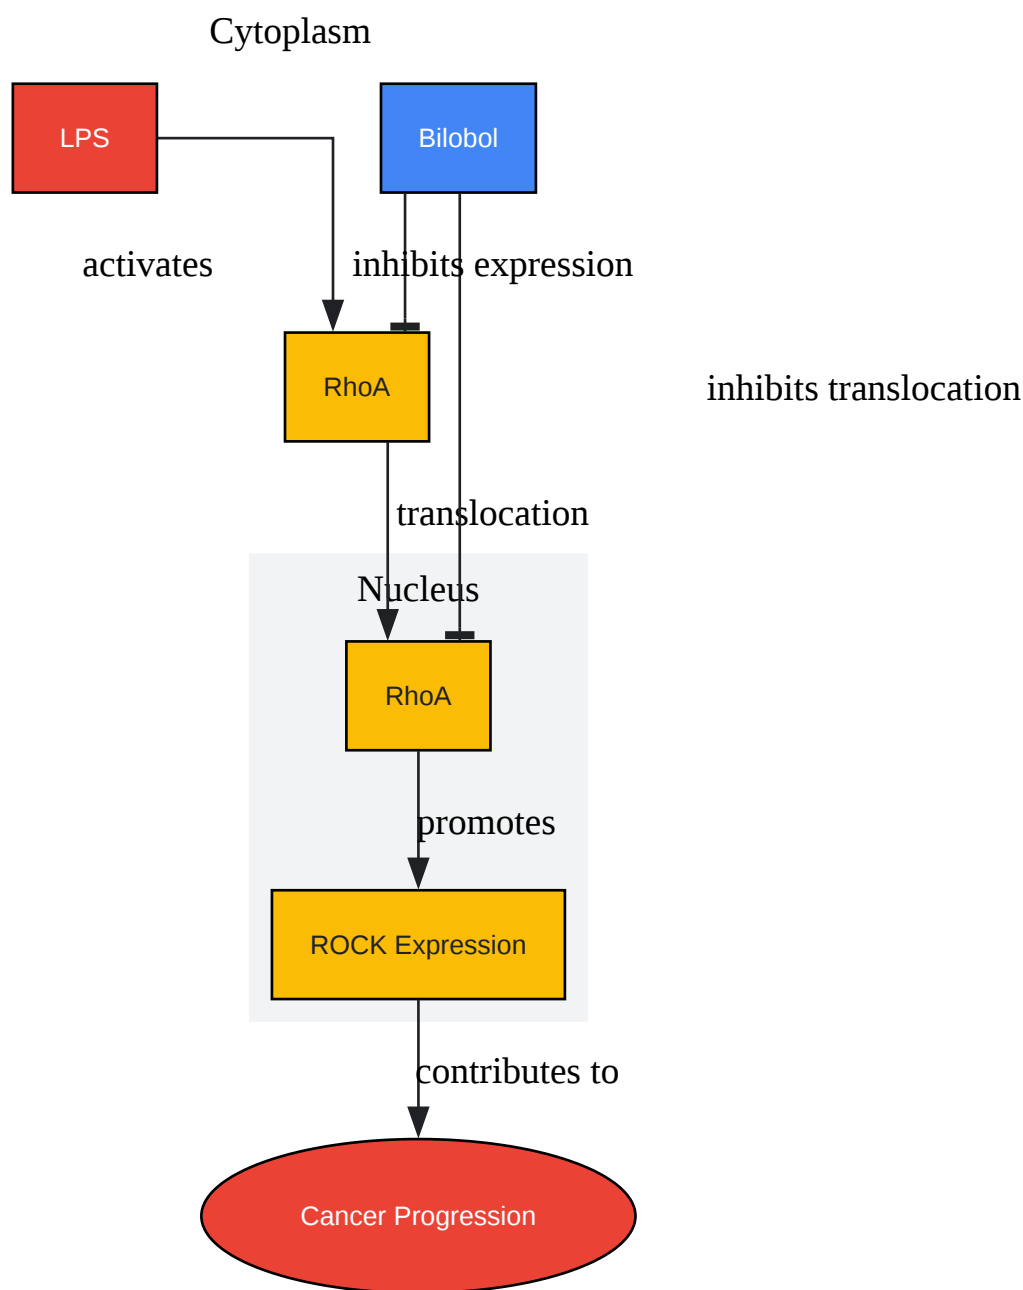 Cytoplasm
LPS
Bilobol
activates
inhibits expression
RhoA
inhibits translocation
translocation
Nucleus
RhoA
promotes
ROCK Expression
contributes to
Cancer Progression